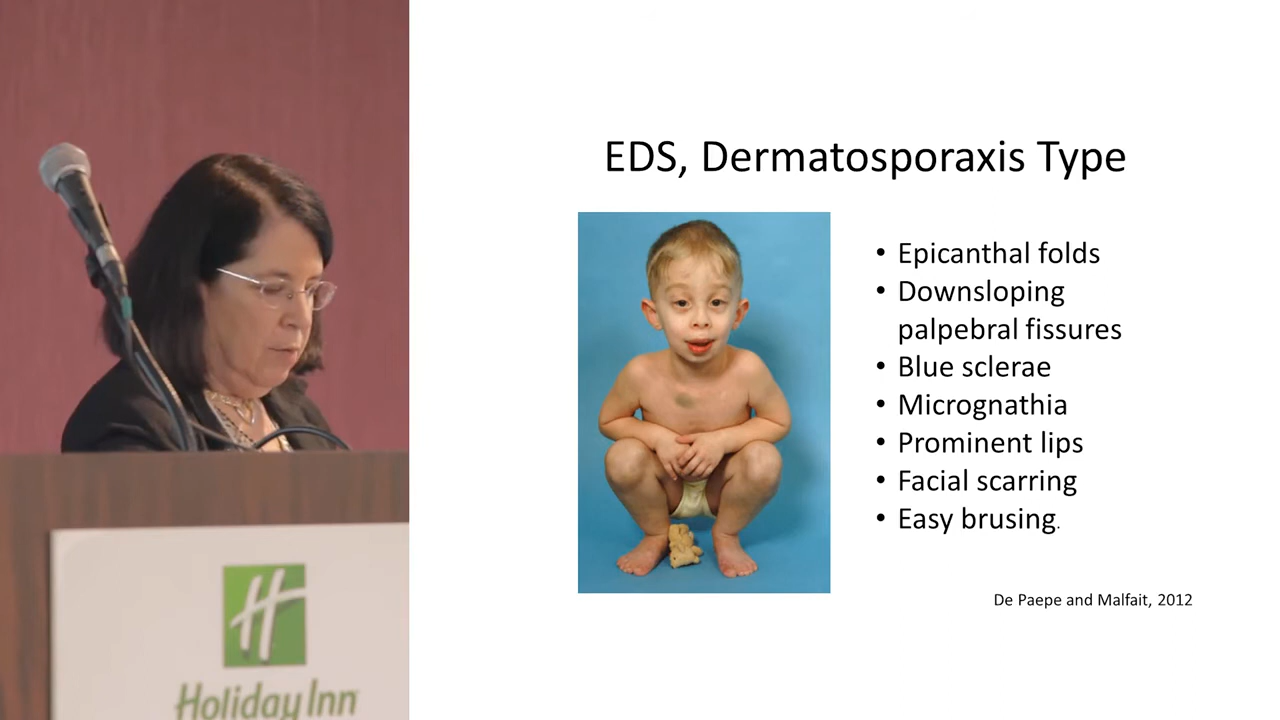 EDS, Dermatosporaxis Type
• Epicanthal folds
• Downsloping
palpebral fissures
• Blue sclerae
• Micrognathia
• Prominent lips
• Facial scarring
• Easy brusing.
De Paepe and Malfait, 2012
H
Holiday Inn